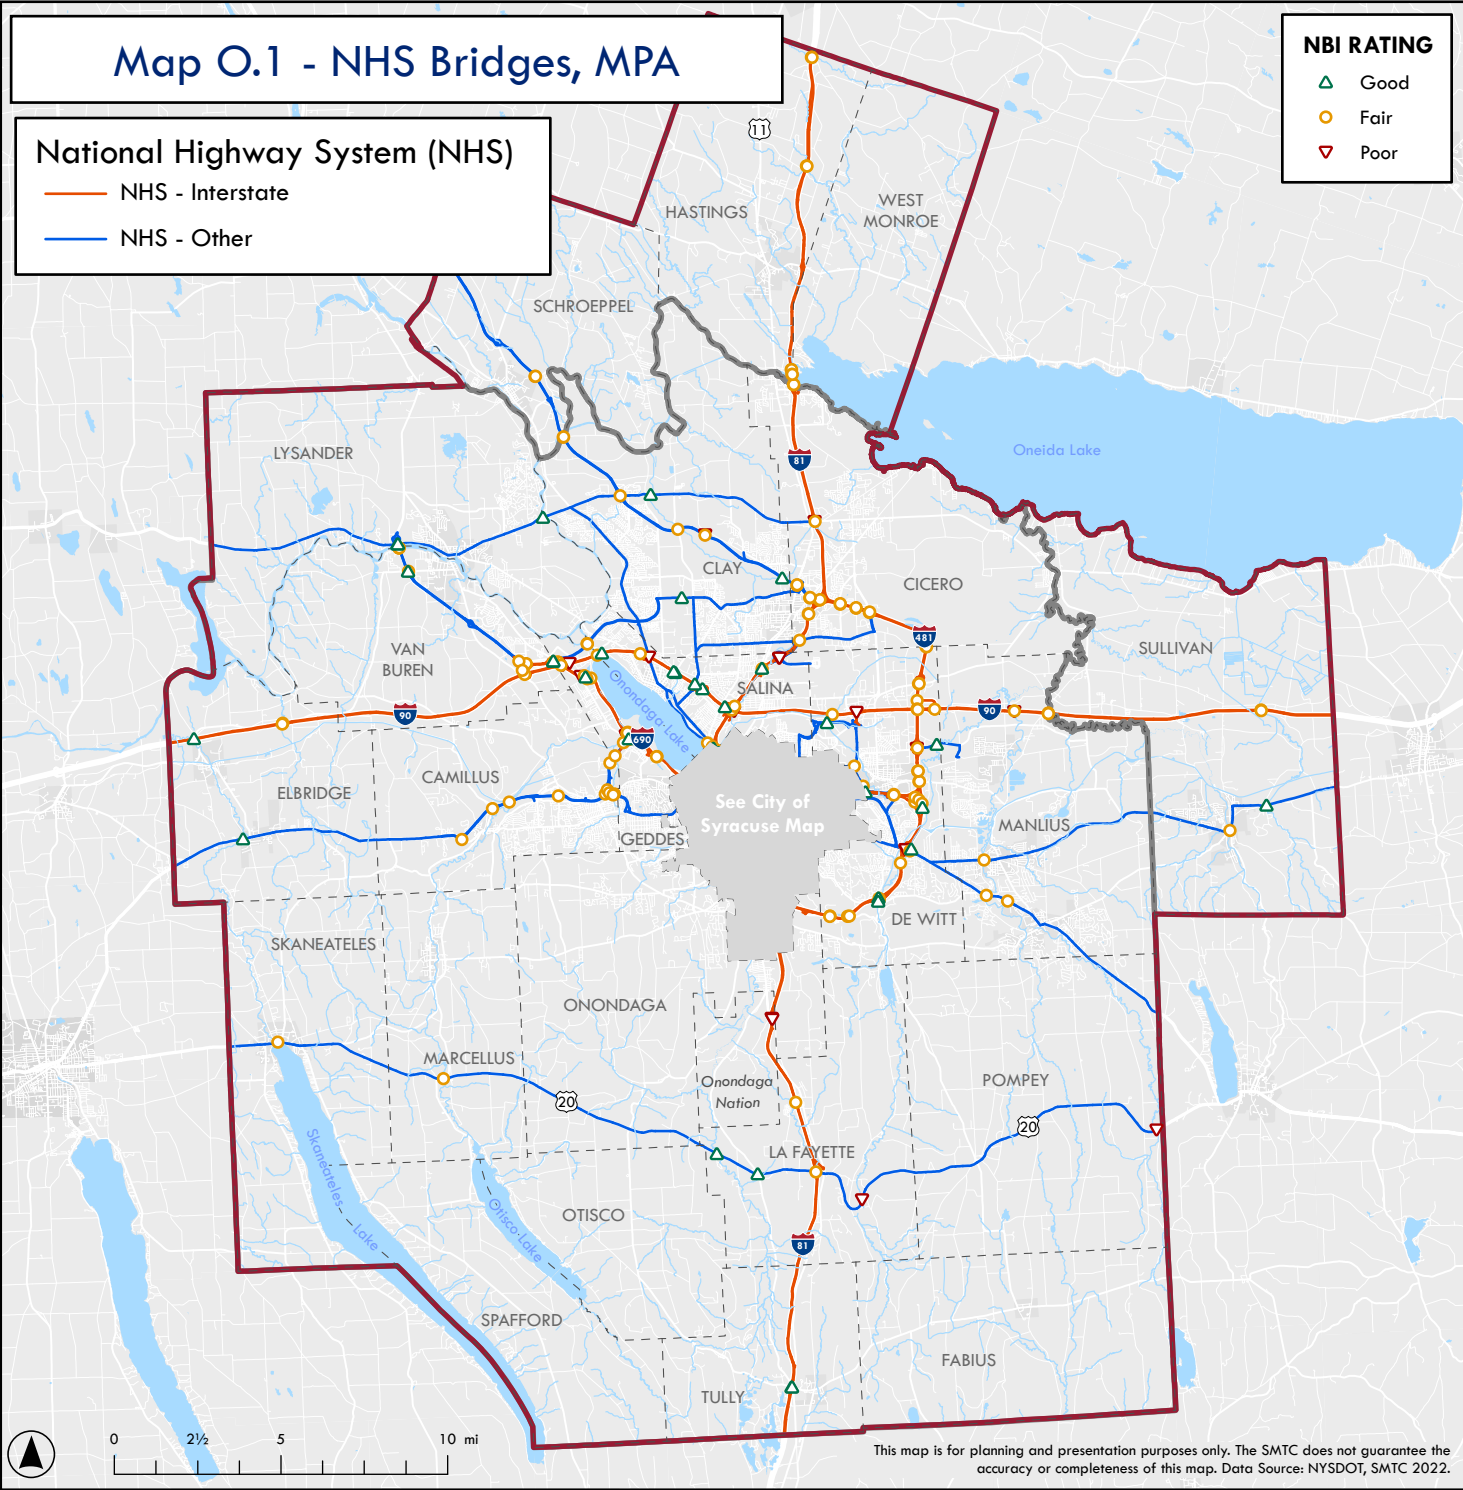 Map O.1 - NHS Bridges, MPA
NBI RATING
Good
Fair
Poor
National Highway System (NHS)
NHS - Interstate
NHS - Other
11
HASTINGS
WEST
MONROE
SCHROEPPEL
Oneida Lake
LYSANDER
81
CLAY
CICERO
481
VAN
BUREN
SULLIVAN
Onondaga Lake
SALINA
90
90
690
CAMILLUS
ELBRIDGE
See City of
Syracuse Map
MANLIUS
GEDDES
DE WITT
SKANEATELES
ONONDAGA
MARCELLUS
Onondaga
Nation
POMPEY
20
20
LA FAYETTE
Skaneateles Lake
Otisco Lake
OTISCO
81
SPAFFORD
FABIUS
TULLY
0 2½ 5 10 mi
This map is for planning and presentation purposes only. The SMTC does not guarantee the
accuracy or completeness of this map. Data Source: NYSDOT, SMTC 2022.